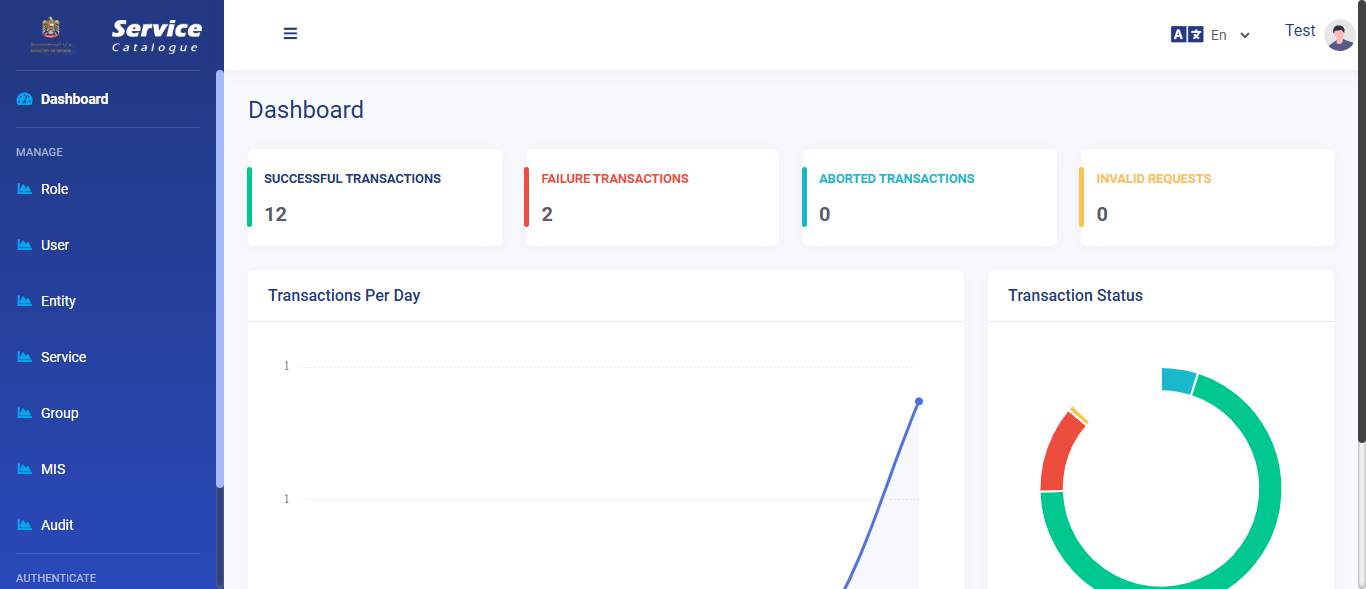 Service
Catalogue
En
Test
Dashboard
MANAGE
Role
User
Entity
Service
Group
MIS
Audit
AUTHENTICATE
Dashboard
SUCCESSFUL TRANSACTIONS
12
FAILURE TRANSACTIONS
2
ABORTED TRANSACTIONS
0
INVALID REQUESTS
0
Transactions Per Day
1
1
Transaction Status